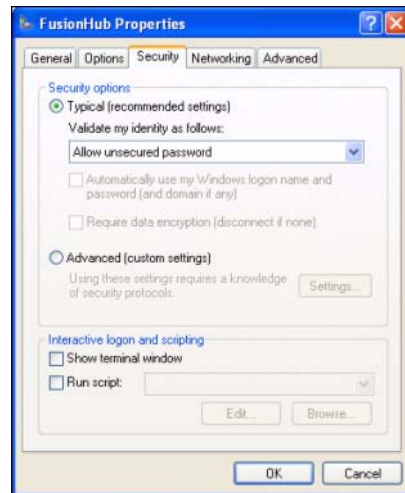 FusionHub Properties
General Options Security Networking Advanced
Security options
Typical (recommended settings)
Validate my identity as follows:
Allow unsecured password
Automatically use my Windows logon name and
password (and domain if any)
Require data encryption (disconnect if none)
Advanced (custom settings)
Using these settings requires a knowledge
of security protocols.
Settings...
Interactive logon and scripting
Show terminal window
Run script:
Edit... Browse...
OK Cancel